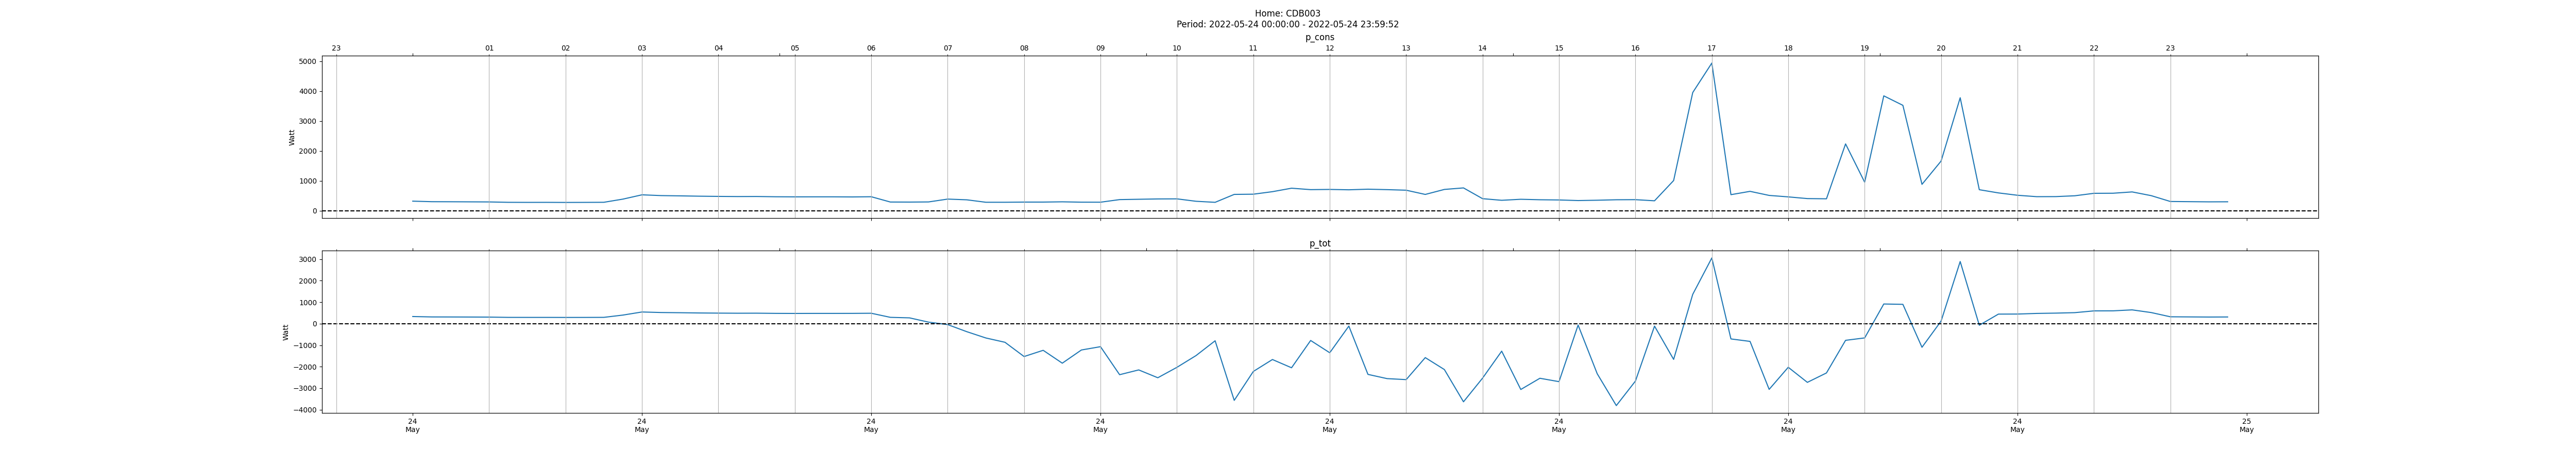 Home: CDB003
Period: 2022-05-24 00:00:00 - 2022-05-24 23:59:52
p_cons
23 01 02 03 04 05 06 07 08 09 10 11 12 13 14 15 16 17 18 19 20 21 22 23
5000
4000
3000
2000
1000
0
Watt
p_tot
3000
2000
1000
0
−1000
−2000
−3000
−4000
Watt
24 24 24 24 24 24 24 24 25
May May May May May May May May May